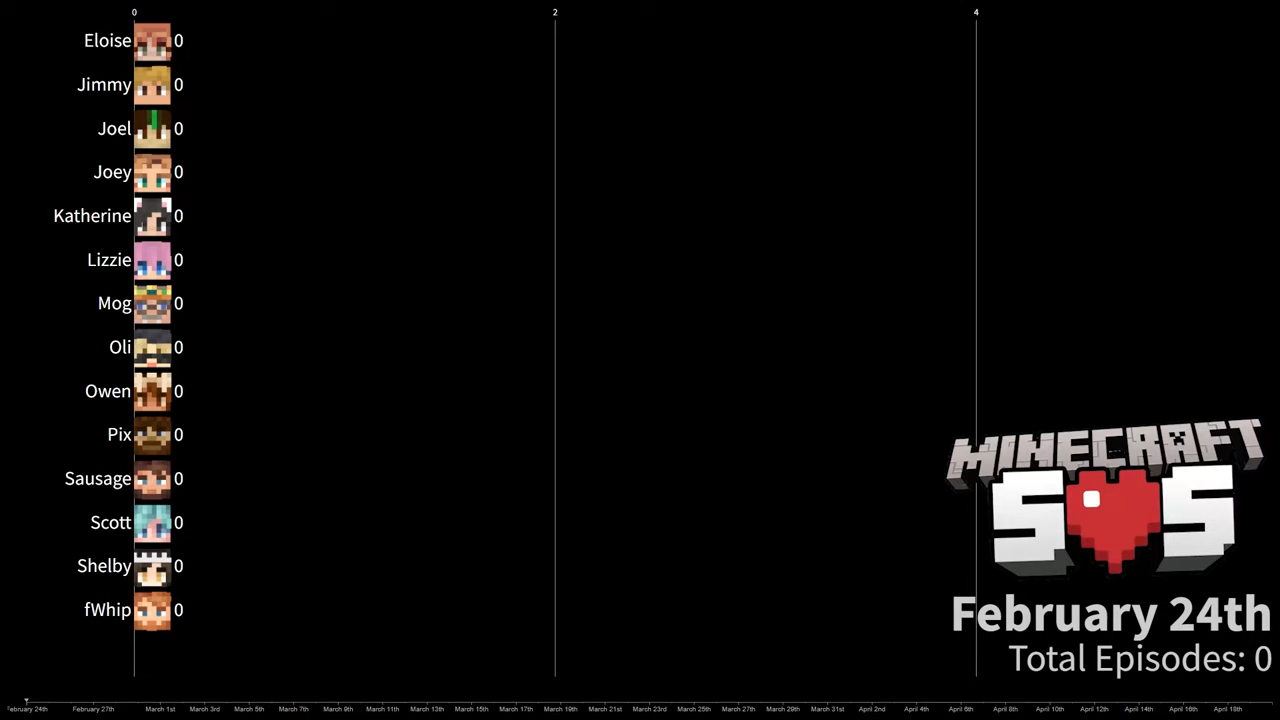 0 2 4
Eloise 0
Jimmy 0
Joel 0
Joey 0
Katherine 0
Lizzie 0
Mog 0
Oli 0
Owen 0
Pix 0
Sausage 0
Scott 0
Shelby 0
fWhip 0
MINECRAFT
SOS
February 24th
Total Episodes: 0
February 24th February 27th March 1st March 3rd March 5th March 7th March 9th March 11th March 13th March 15th March 17th March 19th March 21st March 23rd March 25th March 27th March 29th March 31st April 2nd April 4th April 6th April 8th April 10th April 12th April 14th April 16th April 18th